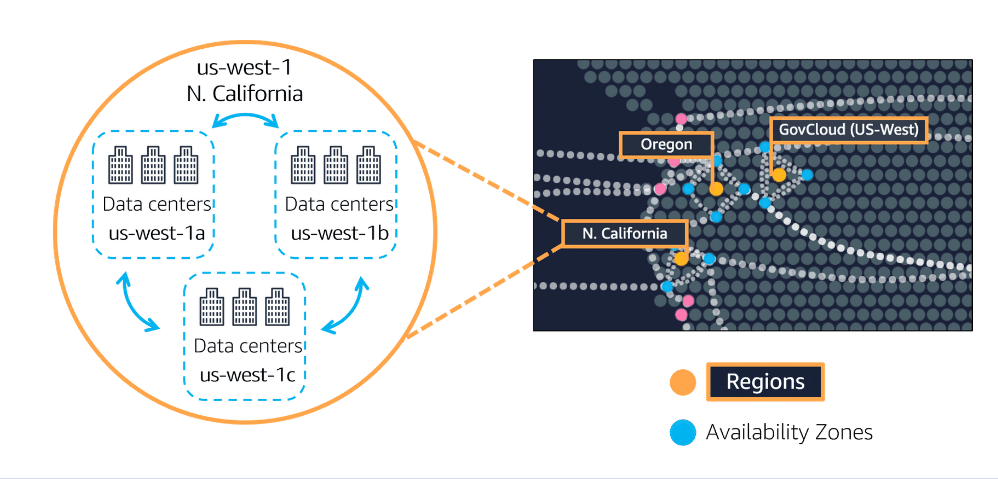 us-west-1
N. California
Data centers
us-west-1a
Data centers
us-west-1b
Data centers
us-west-1c
GovCloud (US-West)
Oregon
N. California
Regions
Availability Zones